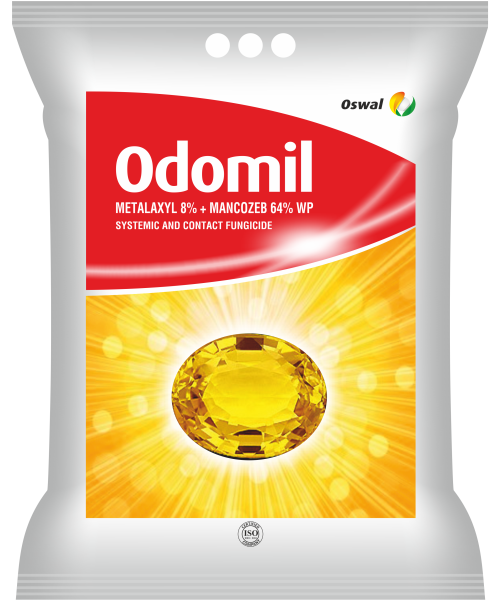 Oswal
Odomil
METALAXYL 8% + MANCOZEB 64% WP
SYSTEMIC AND CONTACT FUNGICIDE
ISO